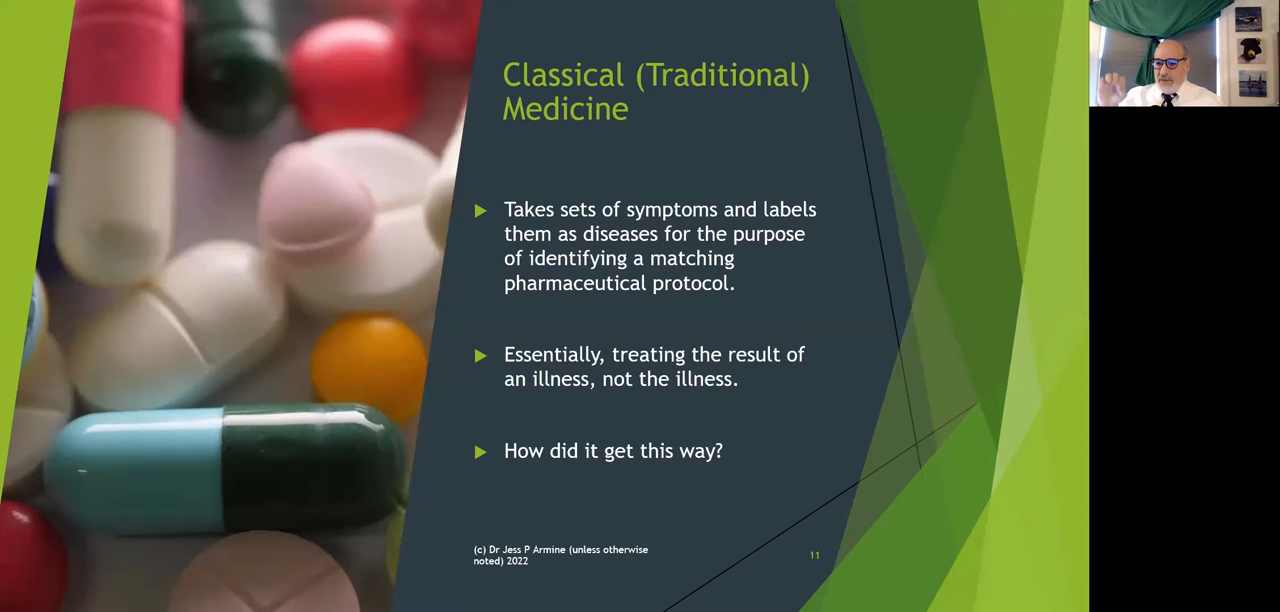 Classical (Traditional)
Medicine
Takes sets of symptoms and labels
them as diseases for the purpose
of identifying a matching
pharmaceutical protocol.
Essentially, treating the result of
an illness, not the illness.
How did it get this way?
(c) Dr Jess P Armine (unless otherwise
noted) 2022
11